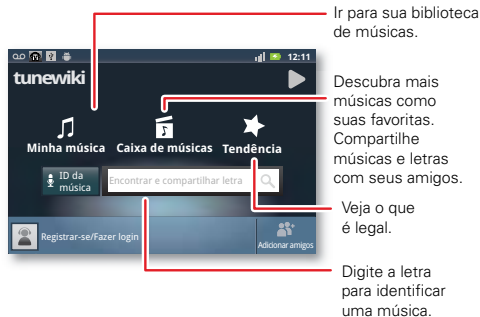 Ir para sua biblioteca
de músicas.
12:11
tunewiki
Minha música Caixa de músicas Tendência
ID da
música
Encontrar e compartilhar letra
Registrar-se/Fazer login
Adicionar amigos
Descubra mais
músicas como
suas favoritas.
Compartilhe
músicas e letras
com seus amigos.
Veja o que
é legal.
Digite a letra
para identificar
uma música.